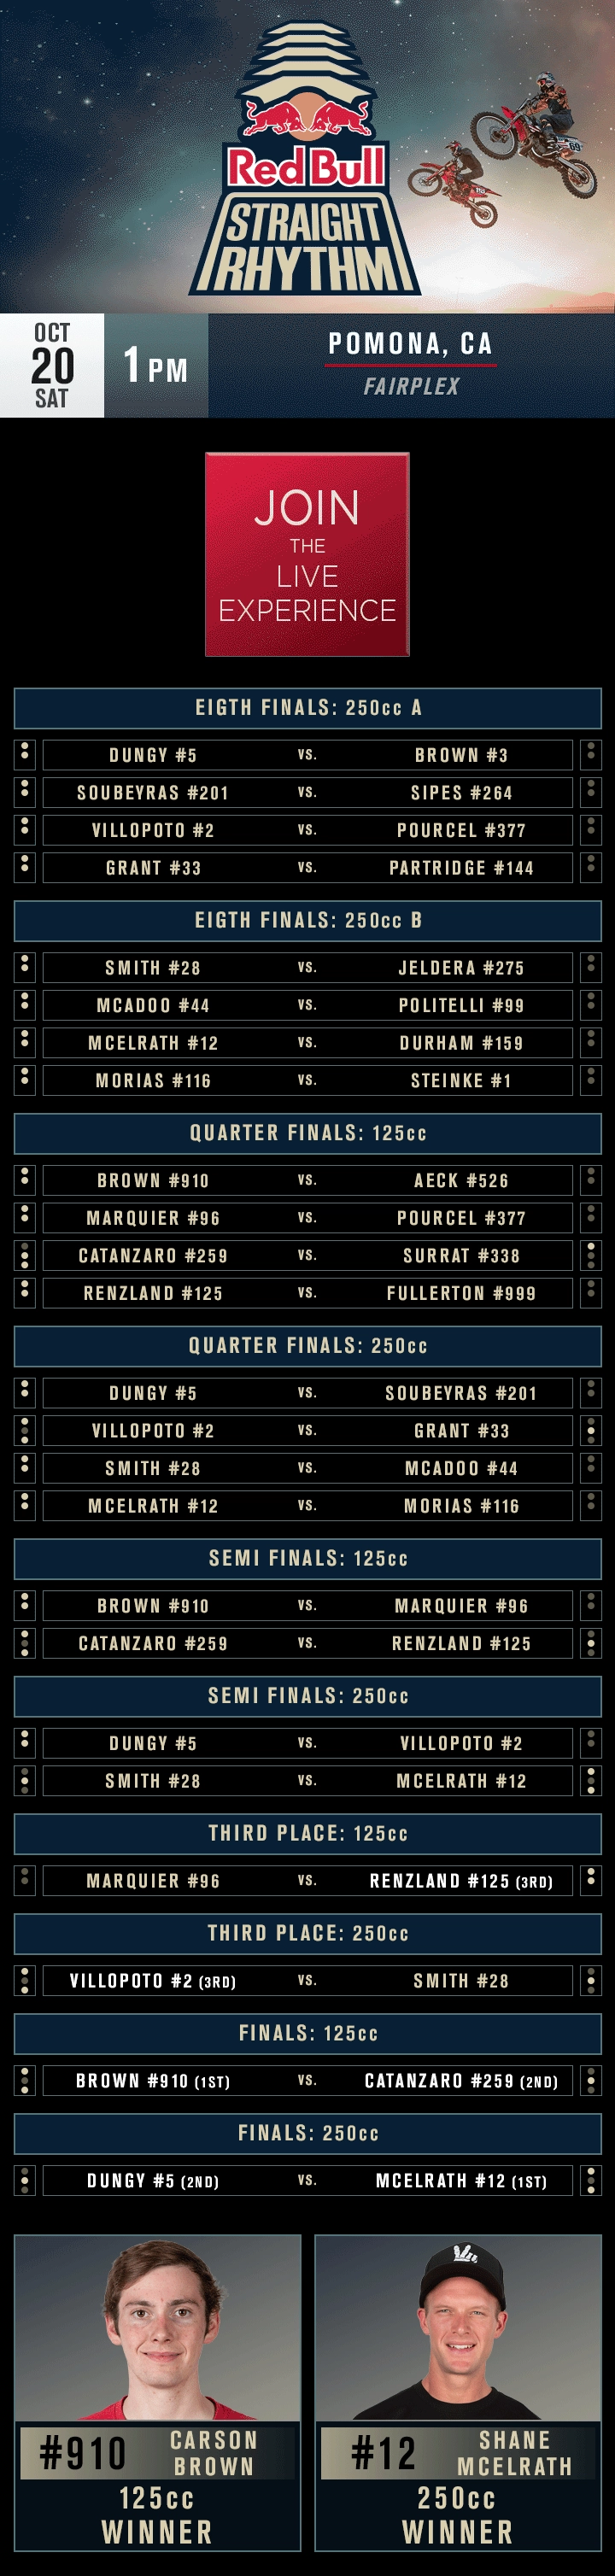 Red Bull
STRAIGHT
RHYTHM
69
OCT
20
SAT
1 PM
POMONA, CA
FAIRPLEX
JOIN
THE
LIVE
EXPERIENCE
EIGTH FINALS: 250cc A
DUNGY #5 VS. BROWN #3
SOUBEYRAS #201 VS. SIPES #264
VILLOPOTO #2 VS. POURCEL #377
GRANT #33 VS. PARTRIDGE #144
EIGTH FINALS: 250cc B
SMITH #28 VS. JELDERA #275
MCADOO #44 VS. POLITELLI #99
MCELRATH #12 VS. DURHAM #159
MORIAS #116 VS. STEINKE #1
QUARTER FINALS: 125cc
BROWN #910 VS. AECK #526
MARQUIER #96 VS. POURCEL #377
CATANZARO #259 VS. SURRAT #338
RENZLAND #125 VS. FULLERTON #999
QUARTER FINALS: 250cc
DUNGY #5 VS. SOUBEYRAS #201
VILLOPOTO #2 VS. GRANT #33
SMITH #28 VS. MCADOO #44
MCELRATH #12 VS. MORIAS #116
SEMI FINALS: 125cc
BROWN #910 VS. MARQUIER #96
CATANZARO #259 VS. RENZLAND #125
SEMI FINALS: 250cc
DUNGY #5 VS. VILLOPOTO #2
SMITH #28 VS. MCELRATH #12
THIRD PLACE: 125cc
MARQUIER #96 VS. RENZLAND #125 (3RD)
THIRD PLACE: 250cc
VILLOPOTO #2 (3RD) VS. SMITH #28
FINALS: 125cc
BROWN #910 (1ST) VS. CATANZARO #259 (2ND)
FINALS: 250cc
DUNGY #5 (2ND) VS. MCELRATH #12 (1ST)
#910 CARSON
BROWN
125cc
WINNER
#12 SHANE
MCELRATH
250cc
WINNER